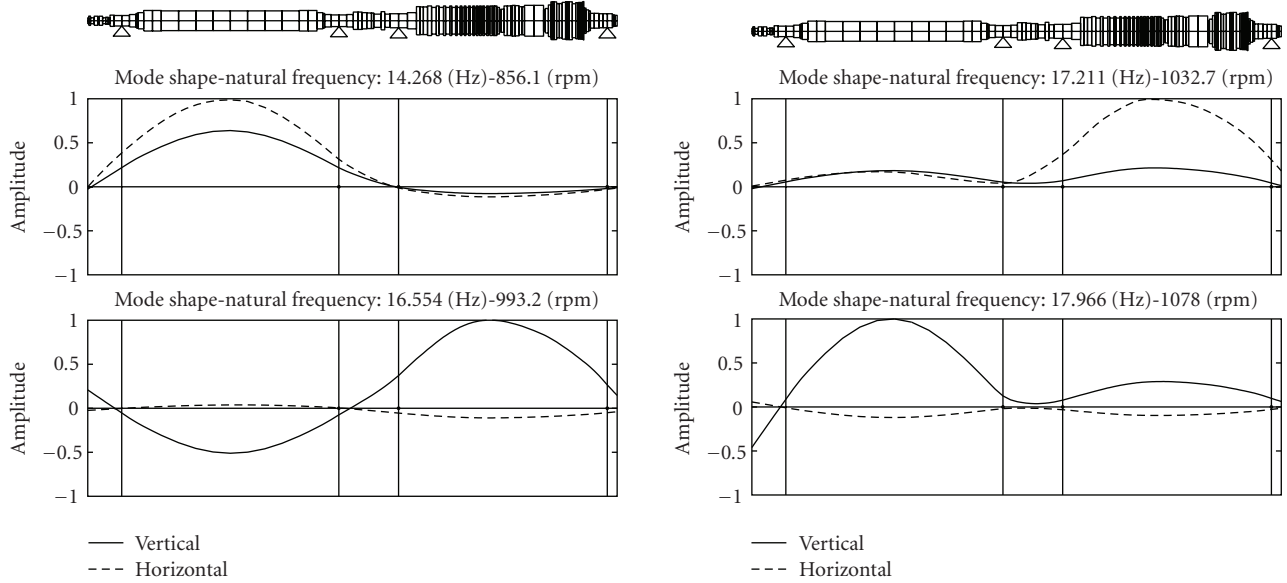 Mode shape-natural frequency: 14.268 (Hz)-856.1 (rpm)
1
0.5
0
−0.5
−1
Amplitude
Mode shape-natural frequency: 16.554 (Hz)-993.2 (rpm)
1
0.5
0
−0.5
−1
Amplitude
Vertical
Horizontal
Mode shape-natural frequency: 17.211 (Hz)-1032.7 (rpm)
1
0.5
0
−0.5
−1
Amplitude
Mode shape-natural frequency: 17.966 (Hz)-1078 (rpm)
1
0.5
0
−0.5
−1
Amplitude
Vertical
Horizontal